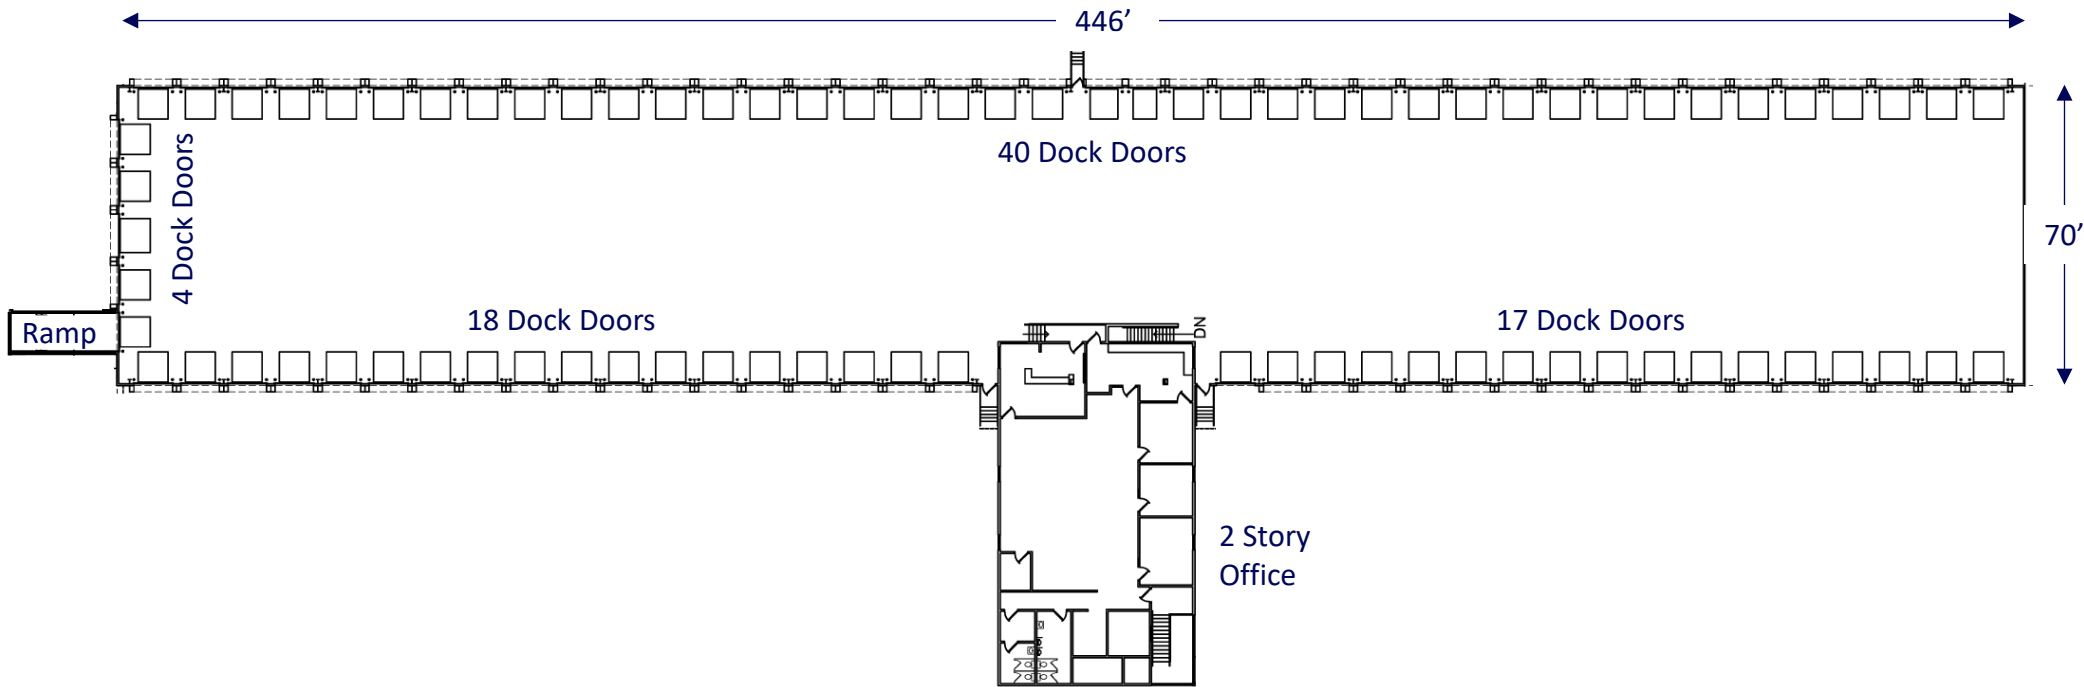 446’
40 Dock Doors
4 Dock Doors
70’
Ramp
18 Dock Doors
17 Dock Doors
DN
2 Story
Office